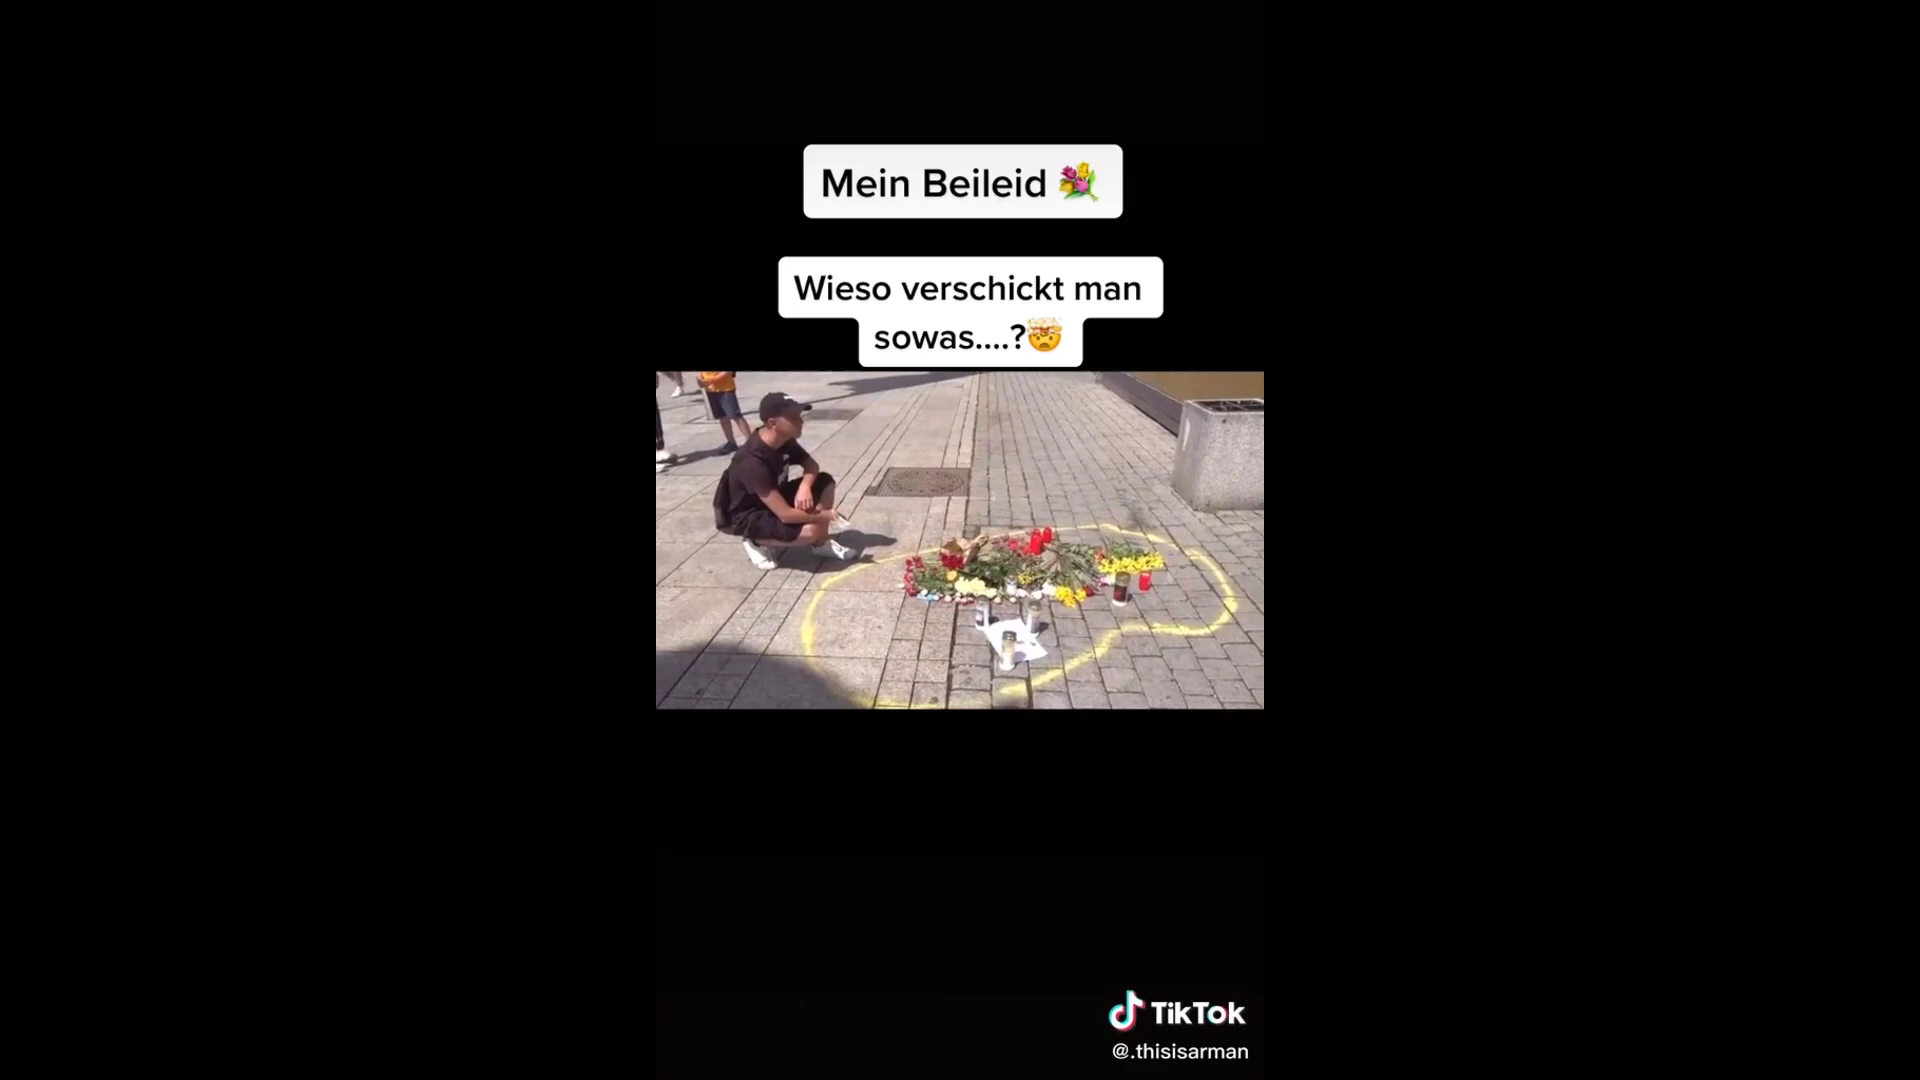 Mein Beileid 💐
Wieso verschickt man
sowas....?🤯
TikTok
@.thisisarman